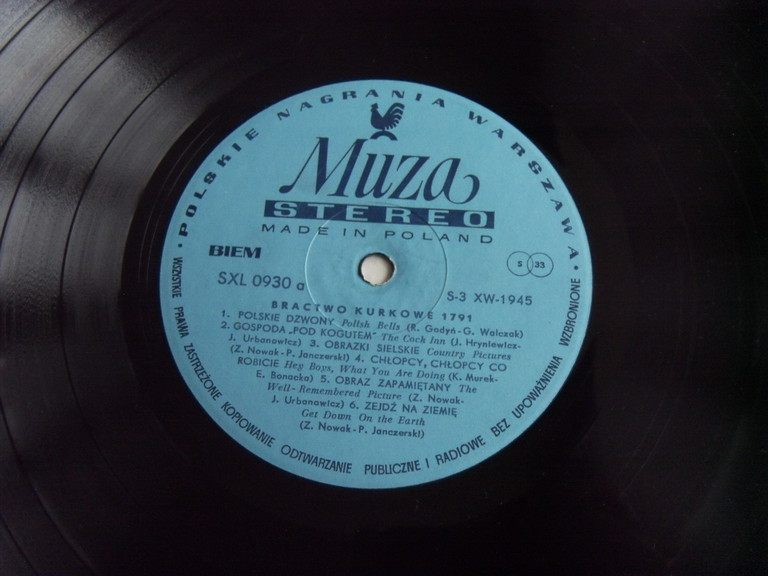 POLSKIE NAGRANIA WARSZAWA
Muza
STEREO
MADE IN POLAND
BIEM
S 33
SXL 0930 a
S-3 XW-1945
BRACTWO KURKOWE 1791
1. POLSKIE DZWONY Polish Bells (R. Godyń-G. Walczak)
2. GOSPODA „POD KOGUTEM" The Cock Inn (J. Hryniewicz-
J. Urbanowicz) 3. OBRAZKI SIELSKIE Country Pictures
(Z. Nowak-P. Janczerski) 4. CHŁOPCY, CHŁOPCY CO
ROBICIE Hey Boys, What You Are Doing (K. Murek-
E. Banacka) 5. OBRAZ ZAPAMIĘTANY The
Well-Remembered Picture (Z. Nowak-
J. Urbanowicz) 6. ZEJDŹ NA ZIEMIĘ
Get Down On the Earth
(Z. Nowak-P. Janczerski)
WSZYSTKIE PRAWA ZASTRZEŻONE KOPIOWANIE ODTWARZANIE PUBLICZNE I RADIOWE BEZ UPOWAŻNIENIA WZBRONIONE